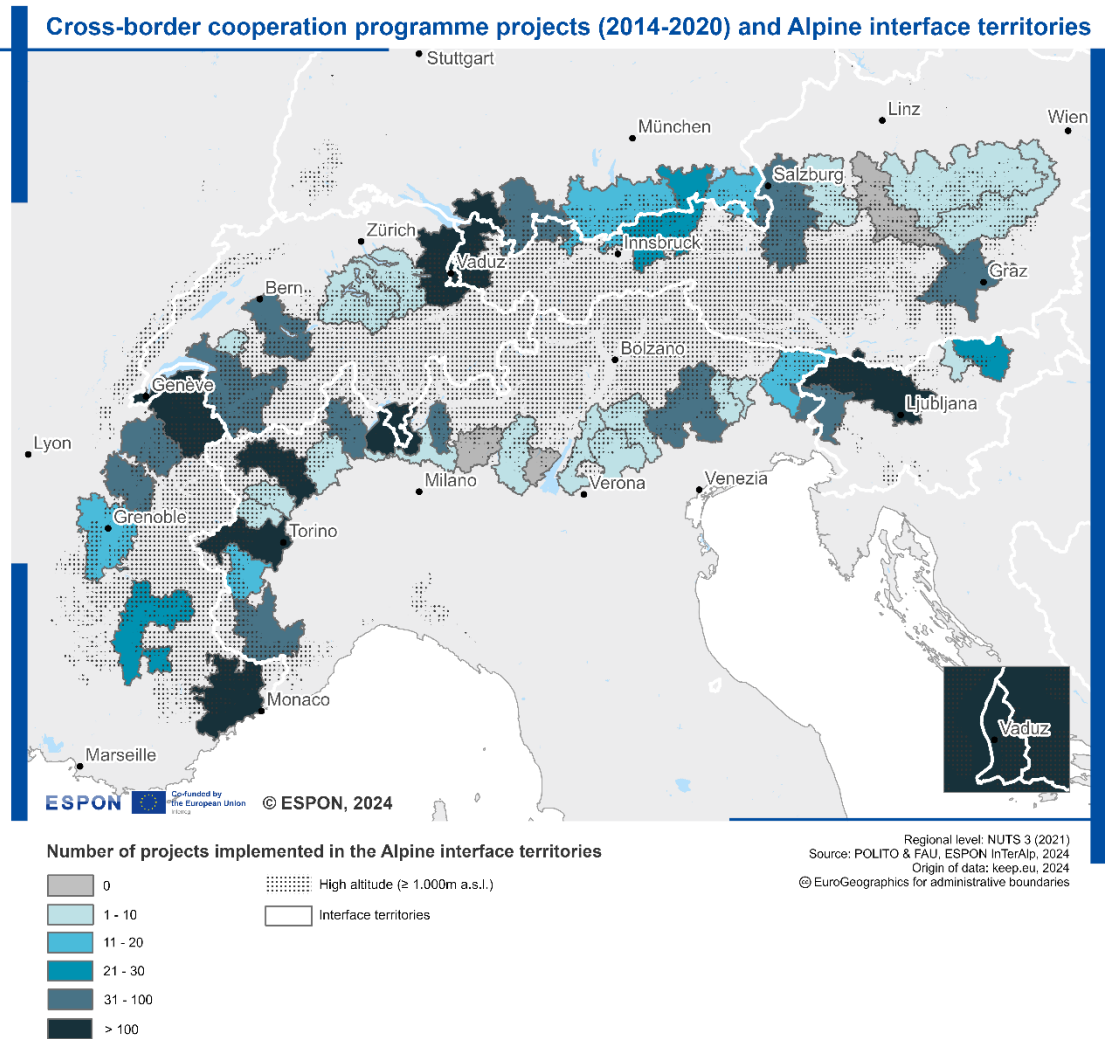 Cross-border cooperation programme projects (2014-2020) and Alpine interface territories
Stuttgart
Linz
Wien
München
Salzburg
Zürich
Innsbruck
Vaduz
Graz
Bern
Bolzano
Genève
Ljubljana
Lyon
Milano
Verona
Venezia
Grenoble
Torino
Monaco
Vaduz
Marseille
ESPON
Co-funded by
the European Union
Interreg
© ESPON, 2024
Regional level: NUTS 3 (2021)
Source: POLITO & FAU, ESPON InTerAlp, 2024
Origin of data: keep.eu, 2024
© EuroGeographics for administrative boundaries
Number of projects implemented in the Alpine interface territories
0
1 - 10
11 - 20
21 - 30
31 - 100
> 100
High altitude (≥ 1.000m a.s.l.)
Interface territories